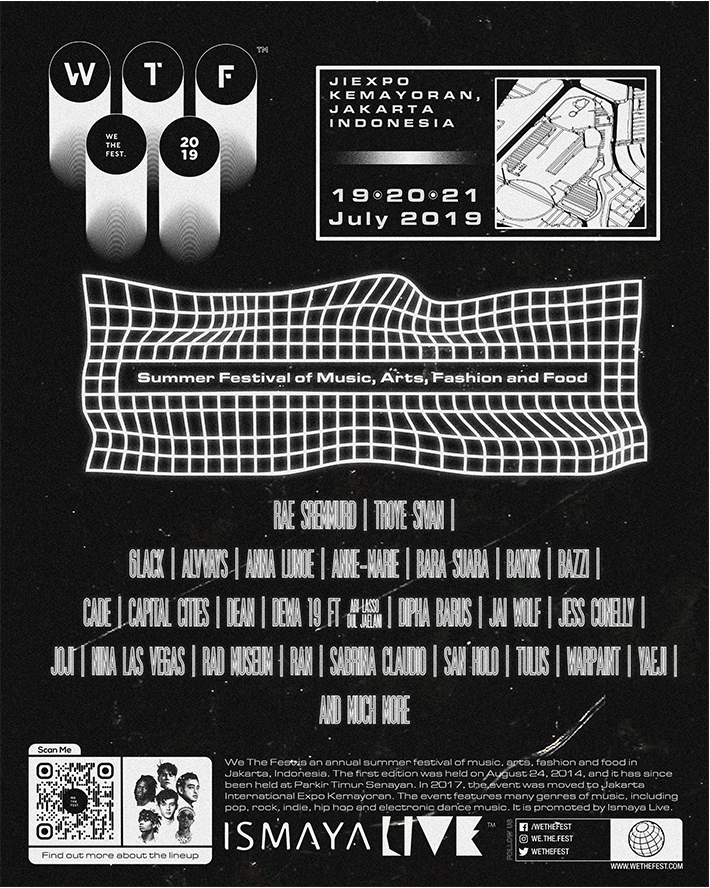 W T F ™
WE
THE
FEST.
20
19
JIEXPO
KEMAYORAN,
JAKARTA
INDONESIA
19•20•21
July 2019
Summer Festival of Music, Arts, Fashion and Food
RAE SREMMURD | TROYE SIVAN |
6LACK | ALVVAYS | ANNA LUNOE | ANNE-MARIE | BARA SUARA | BAYNK | BAZZI |
CADE | CAPITAL CITIES | DEAN | DEWA 19 FT ARI LASSO DUL JAELANI | DIPHA BARUS | JAI WOLF | JESS CONELLY |
JOJI | NINA LAS VEGAS | RAD MUSEUM | RAN | SABRINA CLAUDIO | SAN HOLO | TULUS | WARPAINT | YAEJI |
AND MUCH MORE
Scan Me
WE
THE
FEST.
Find out more about the lineup
We The Fest is an annual summer festival of music, arts, fashion and food in
Jakarta, Indonesia. The first edition was held on August 24, 2014, and it has since
been held at Parkir Timur Senayan. In 2017, the event was moved to Jakarta
International Expo Kemayoran. The event features many genres of music, including
pop, rock, indie, hip hop and electronic dance music. It is promoted by Ismaya Live.
ISMAYA LIVE ™
FOLLOW US
/WETHEFEST
WE.THE.FEST
WETHEFEST
WWW.WETHEFEST.COM